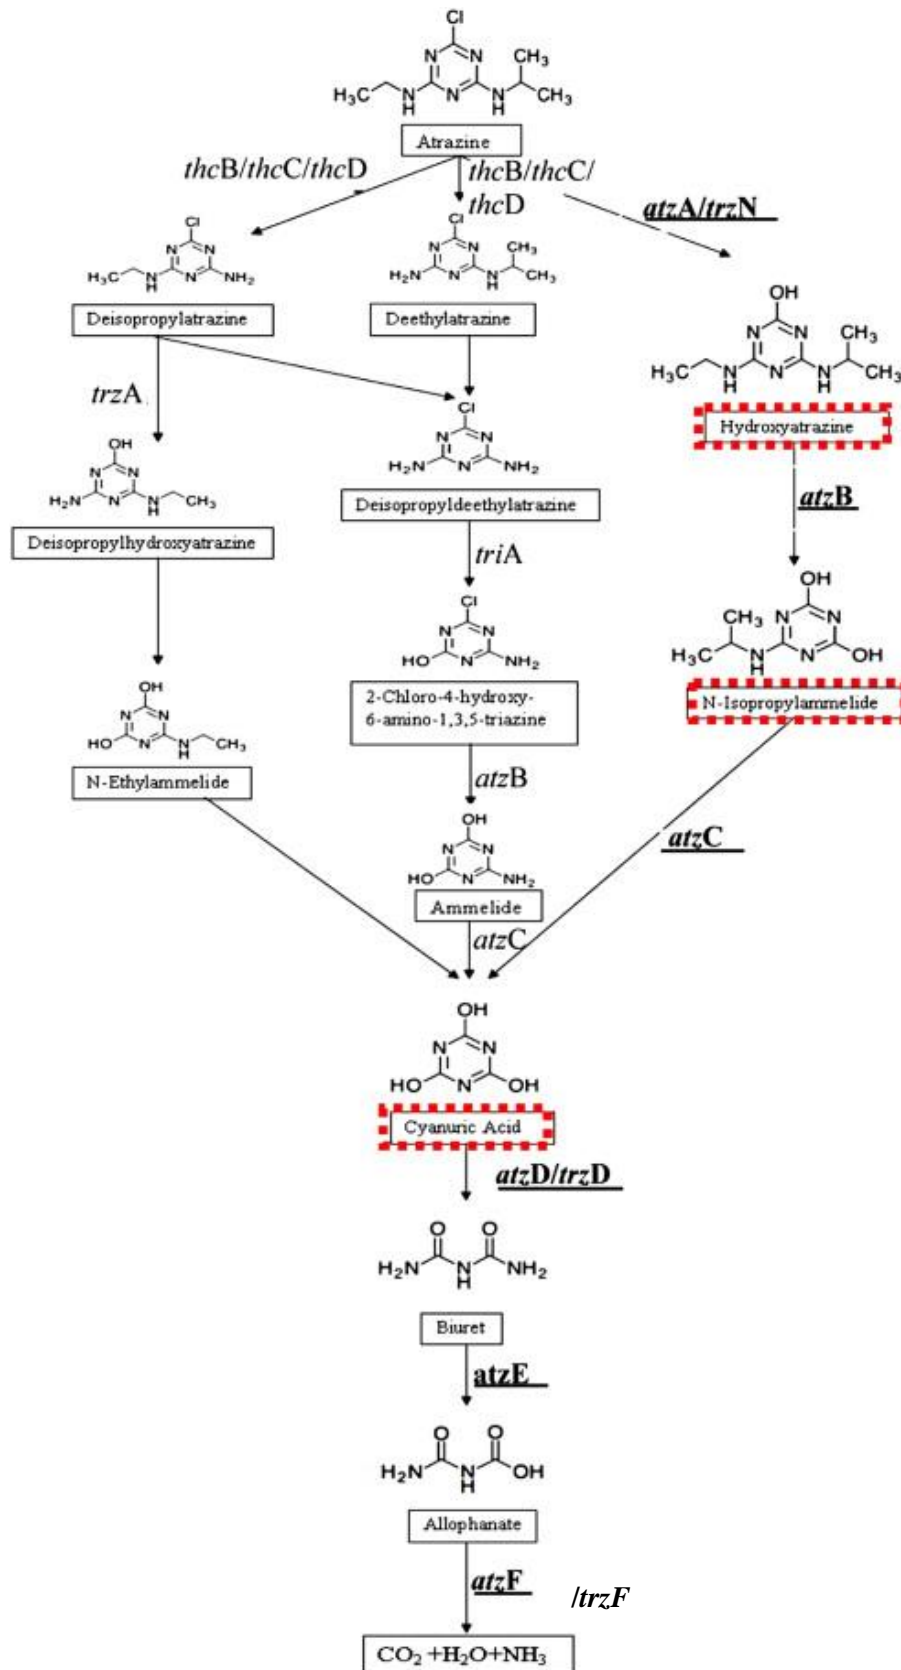 Cl
N N
CH₃
H₃C N N N CH₃
H H
Atrazine
thcB/thcC/thcD
thcB/thcC/
thcD
atzA/trzN
Cl
N N
H₃C N N NH₂
H
Deisopropylatrazine
Cl
N N CH₃
H₂N N N CH₃
H
Deethylatrazine
OH
N N CH₃
H₃C N N N CH₃
H H
Hydroxyatrazine
trzA
OH
N N
H₂N N N CH₃
H
Deisopropylhydroxyatrazine
Cl
N N
H₂N N NH₂
Deisopropyldeethylatrazine
atzB
triA
OH
CH₃ N N
H₃C N N OH
H
N-Isopropylammelide
Cl
N N
HO N NH₂
2-Chloro-4-hydroxy-
6-amino-1,3,5-triazine
OH
N N
HO N N CH₃
H
N-Ethylammelide
atzB
OH
N N
HO N NH₂
Ammelide
atzC
atzC
OH
N N
HO N OH
Cyanuric Acid
atzD/trzD
O O
H₂N N NH₂
H
Biuret
atzE
O O
H₂N N OH
H
Allophanate
atzF /trzF
CO₂ +H₂O+NH₃